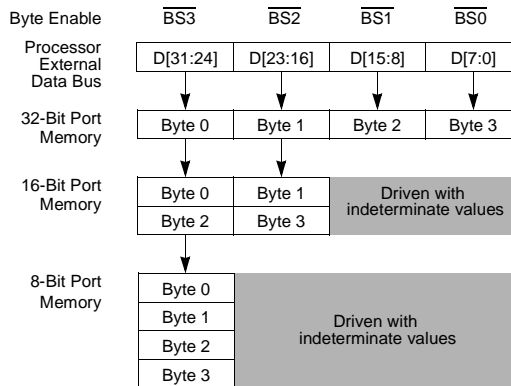 Byte Enable BS3 BS2 BS1 BS0
Processor
External
Data Bus
D[31:24] D[23:16] D[15:8] D[7:0]
32-Bit Port
Memory
Byte 0 Byte 1 Byte 2 Byte 3
16-Bit Port
Memory
Byte 0 Byte 1
Byte 2 Byte 3
Driven with
indeterminate values
8-Bit Port
Memory
Byte 0
Byte 1
Byte 2
Byte 3
Driven with
indeterminate values